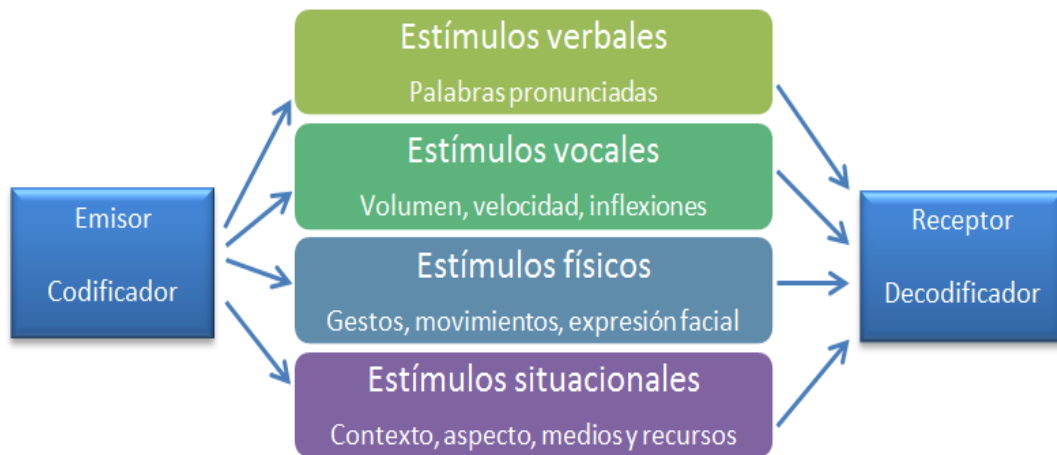 Emisor
Codificador
Estímulos verbales
Palabras pronunciadas
Estímulos vocales
Volumen, velocidad, inflexiones
Estímulos físicos
Gestos, movimientos, expresión facial
Estímulos situacionales
Contexto, aspecto, medios y recursos
Receptor
Decodificador